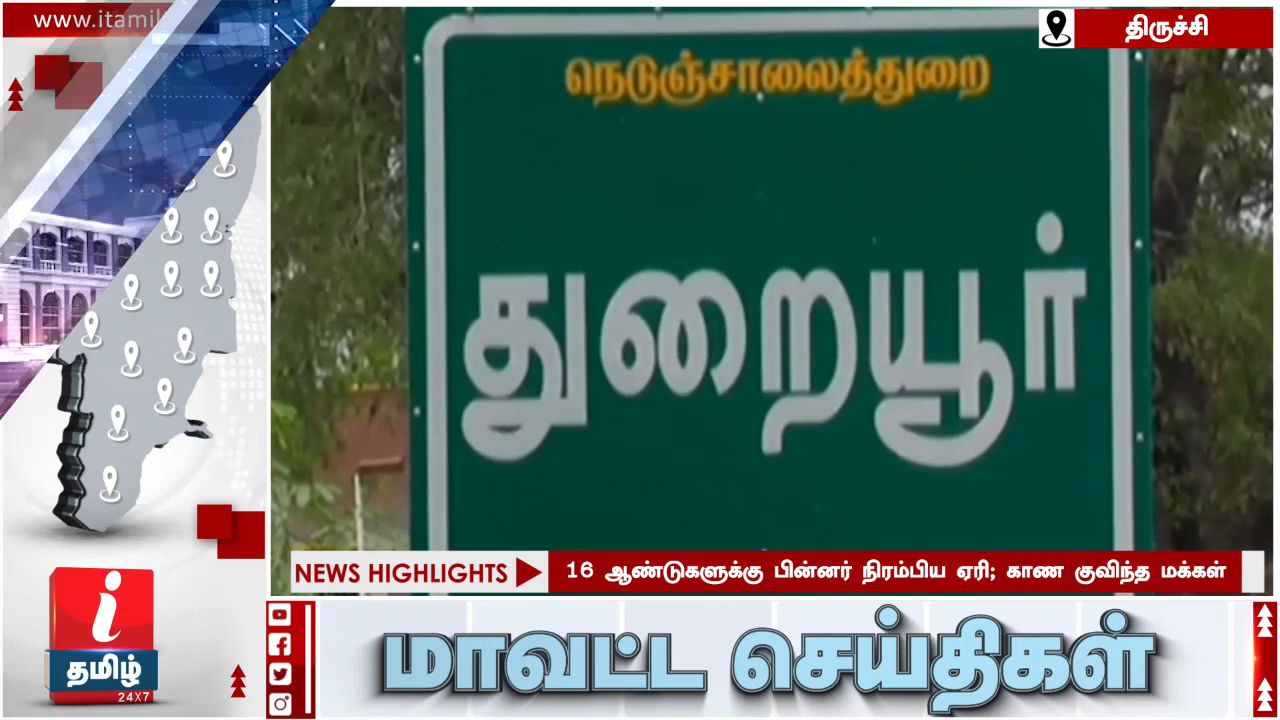 www.itamil
திருச்சி
நெடுஞ்சாலைத்துறை
துறையூர்
NEWS HIGHLIGHTS
16 ஆண்டுகளுக்கு பின்னர் நிரம்பிய ஏரி; காண குவிந்த மக்கள்
மாவட்ட செய்திகள்
i
தமிழ்
24X7